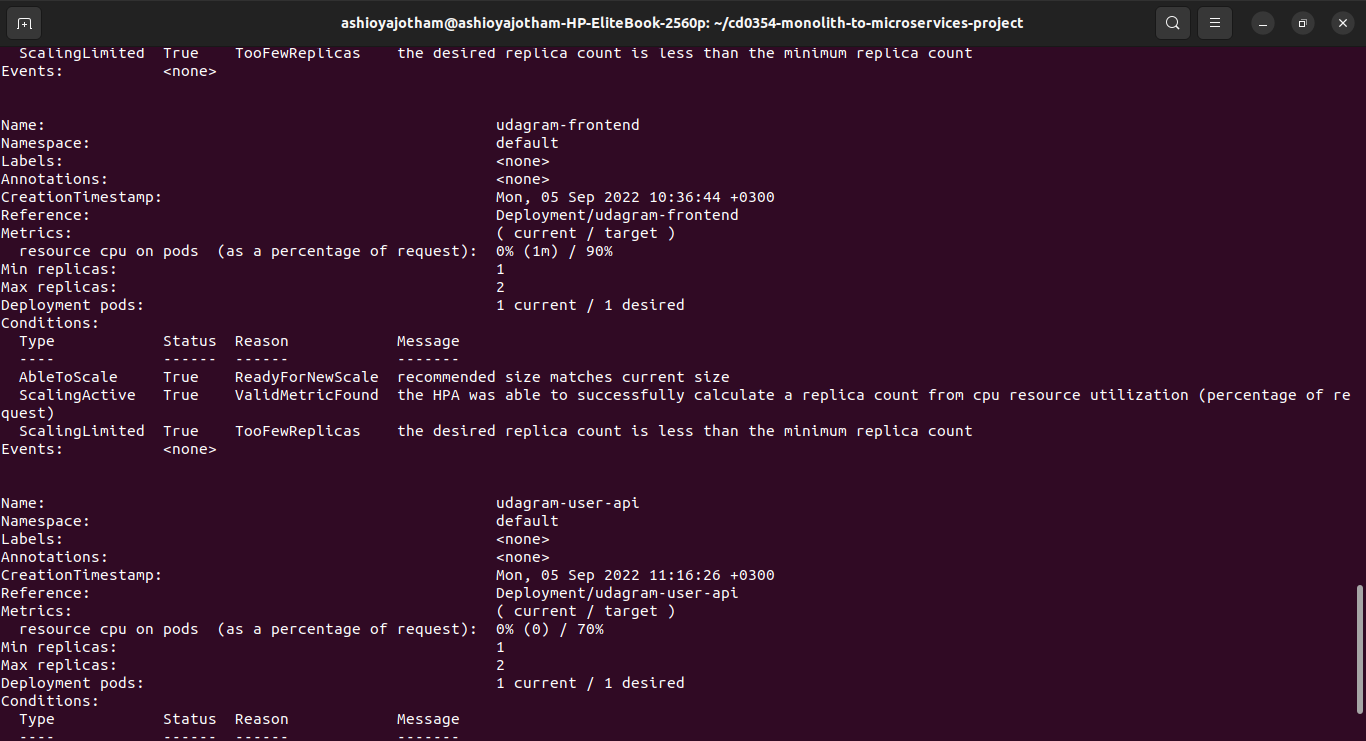 ashioyajotham@ashioyajotham-HP-EliteBook-2560p: ~/cd0354-monolith-to-microservices-project
  ScalingLimited  True    TooFewReplicas    the desired replica count is less than the minimum replica count
Events:           <none>


Name:                                                  udagram-frontend
Namespace:                                             default
Labels:                                                <none>
Annotations:                                           <none>
CreationTimestamp:                                     Mon, 05 Sep 2022 10:36:44 +0300
Reference:                                             Deployment/udagram-frontend
Metrics:                                               ( current / target )
  resource cpu on pods  (as a percentage of request):  0% (1m) / 90%
Min replicas:                                          1
Max replicas:                                          2
Deployment pods:                                       1 current / 1 desired
Conditions:
  Type            Status  Reason            Message
  ----            ------  ------            -------
  AbleToScale     True    ReadyForNewScale  recommended size matches current size
  ScalingActive   True    ValidMetricFound  the HPA was able to successfully calculate a replica count from cpu resource utilization (percentage of re
quest)
  ScalingLimited  True    TooFewReplicas    the desired replica count is less than the minimum replica count
Events:           <none>


Name:                                                  udagram-user-api
Namespace:                                             default
Labels:                                                <none>
Annotations:                                           <none>
CreationTimestamp:                                     Mon, 05 Sep 2022 11:16:26 +0300
Reference:                                             Deployment/udagram-user-api
Metrics:                                               ( current / target )
  resource cpu on pods  (as a percentage of request):  0% (0) / 70%
Min replicas:                                          1
Max replicas:                                          2
Deployment pods:                                       1 current / 1 desired
Conditions:
  Type            Status  Reason            Message
  ----            ------  ------            -------